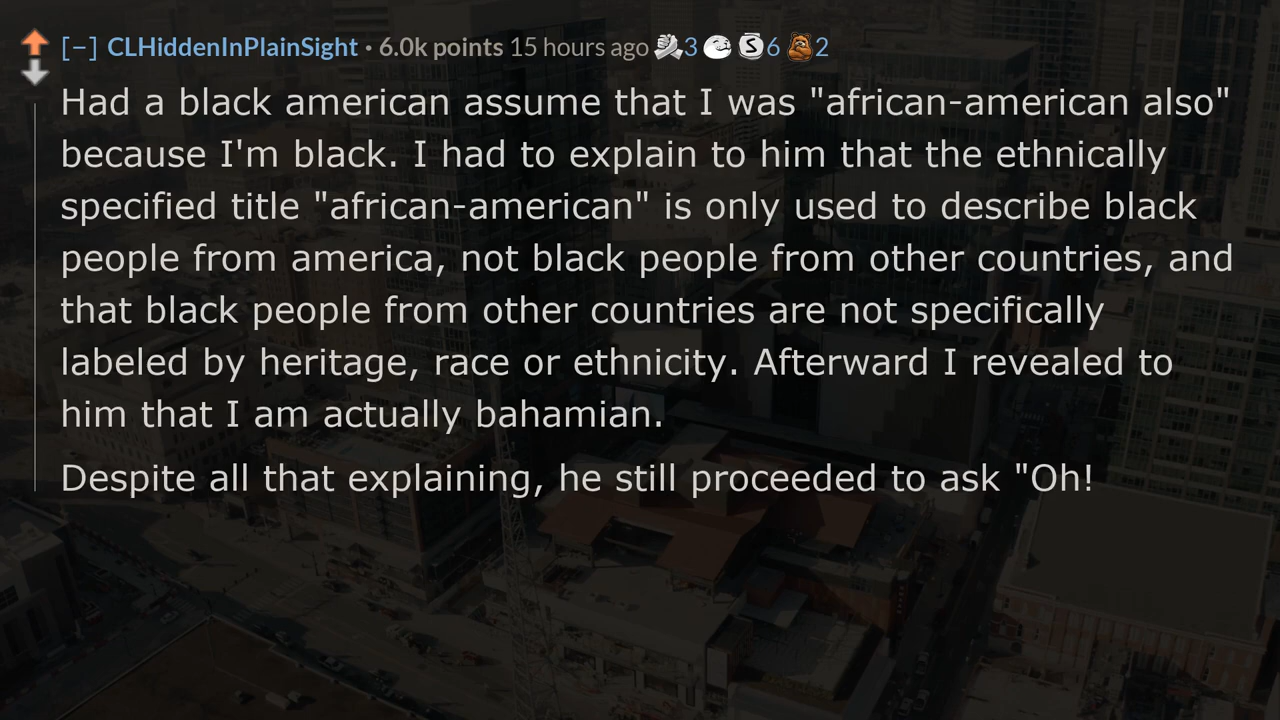 [−] CLHiddenInPlainSight · 6.0k points 15 hours ago 3 S 6 2
Had a black american assume that I was "african-american also"
because I'm black. I had to explain to him that the ethnically
specified title "african-american" is only used to describe black
people from america, not black people from other countries, and
that black people from other countries are not specifically
labeled by heritage, race or ethnicity. Afterward I revealed to
him that I am actually bahamian.
Despite all that explaining, he still proceeded to ask "Oh!